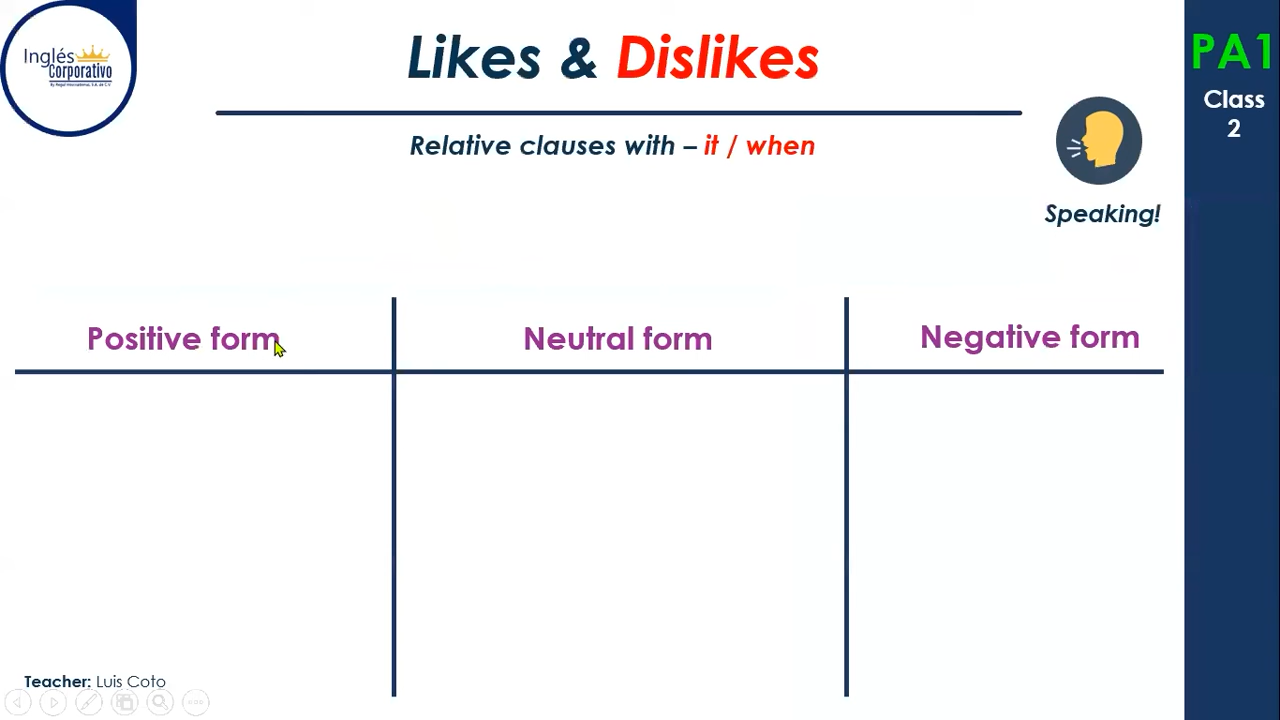 Inglés
Corporativo
Likes & Dislikes
PA1
Class
2
Relative clauses with – it / when
Speaking!
Positive form
Neutral form
Negative form
Teacher: Luis Coto